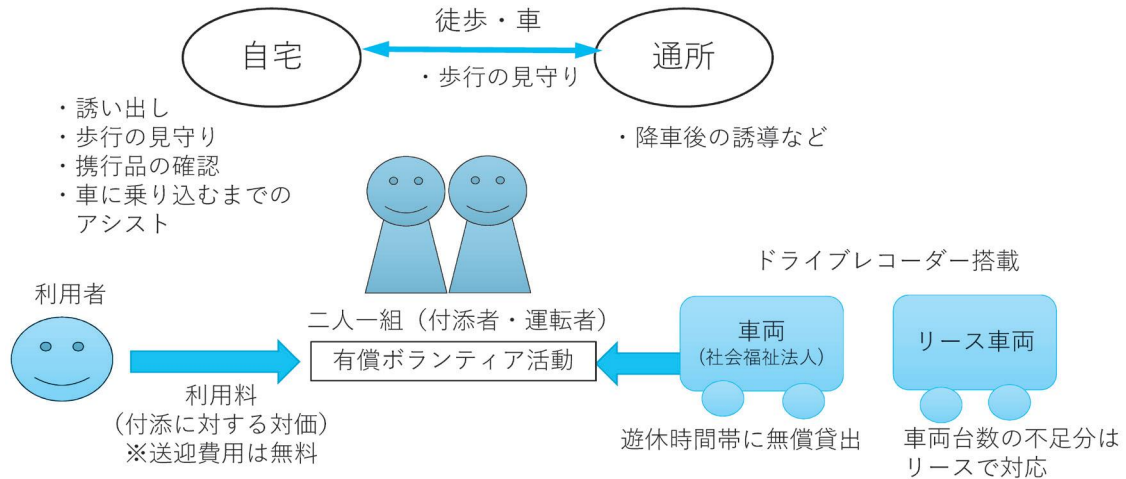 徒歩・車
自宅
通所
・歩行の見守り
・誘い出し
・歩行の見守り
・携行品の確認
・車に乗り込むまでの
アシスト
・降車後の誘導など
ドライブレコーダー搭載
利用者
二人一組（付添者・運転者）
有償ボランティア活動
車両
（社会福祉法人）
リース車両
利用料
（付添に対する対価）
※送迎費用は無料
遊休時間帯に無償貸出
車両台数の不足分は
リースで対応